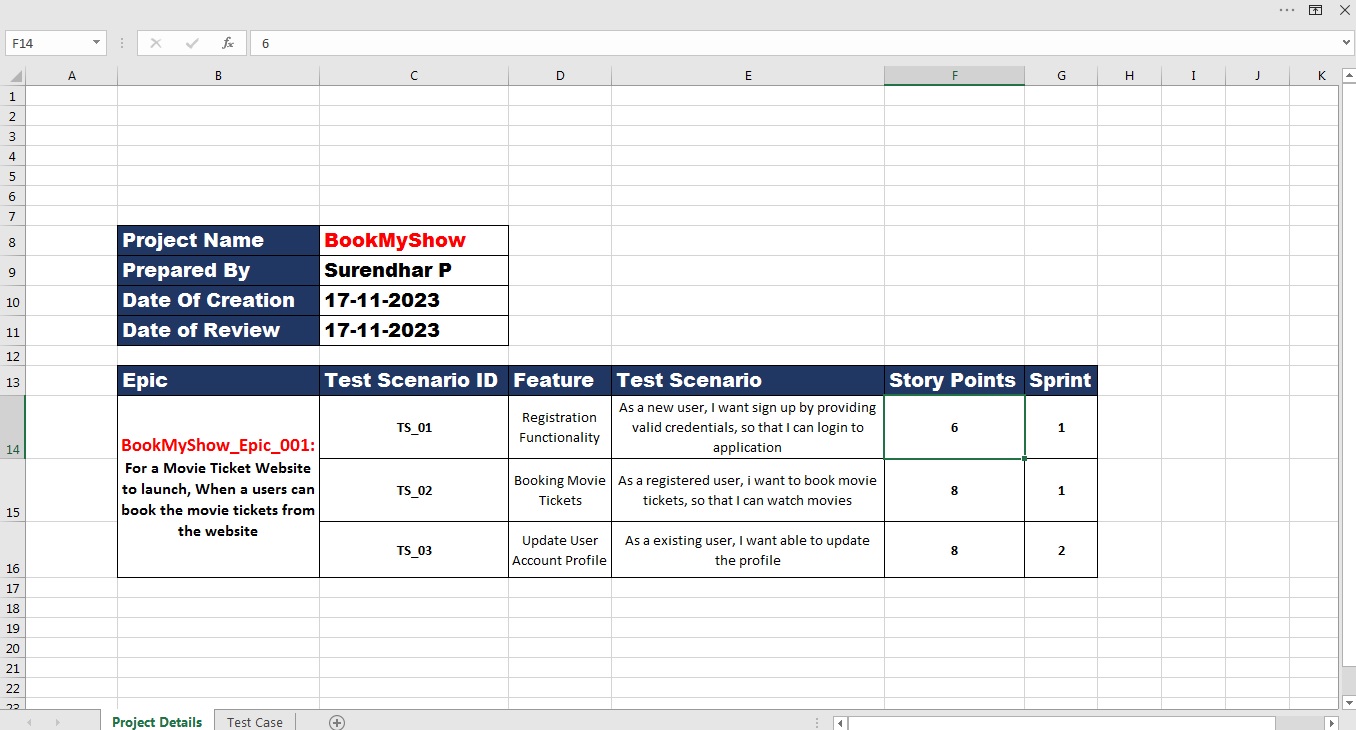 F14 fx 6
A B C D E F G H I J K
1
2
3
4
5
6
7
8 Project Name BookMyShow
9 Prepared By Surendhar P
10 Date Of Creation 17-11-2023
11 Date of Review 17-11-2023
12
13 Epic Test Scenario ID Feature Test Scenario Story Points Sprint
14
BookMyShow_Epic_001:
For a Movie Ticket Website
to launch, When a users can
book the movie tickets from
the website
TS_01
Registration
Functionality
As a new user, I want sign up by providing
valid credentials, so that I can login to
application
6
1
15
TS_02
Booking Movie
Tickets
As a registered user, i want to book movie
tickets, so that I can watch movies
8
1
16
TS_03
Update User
Account Profile
As a existing user, I want able to update
the profile
8
2
17
18
19
20
21
22
23
Project Details Test Case